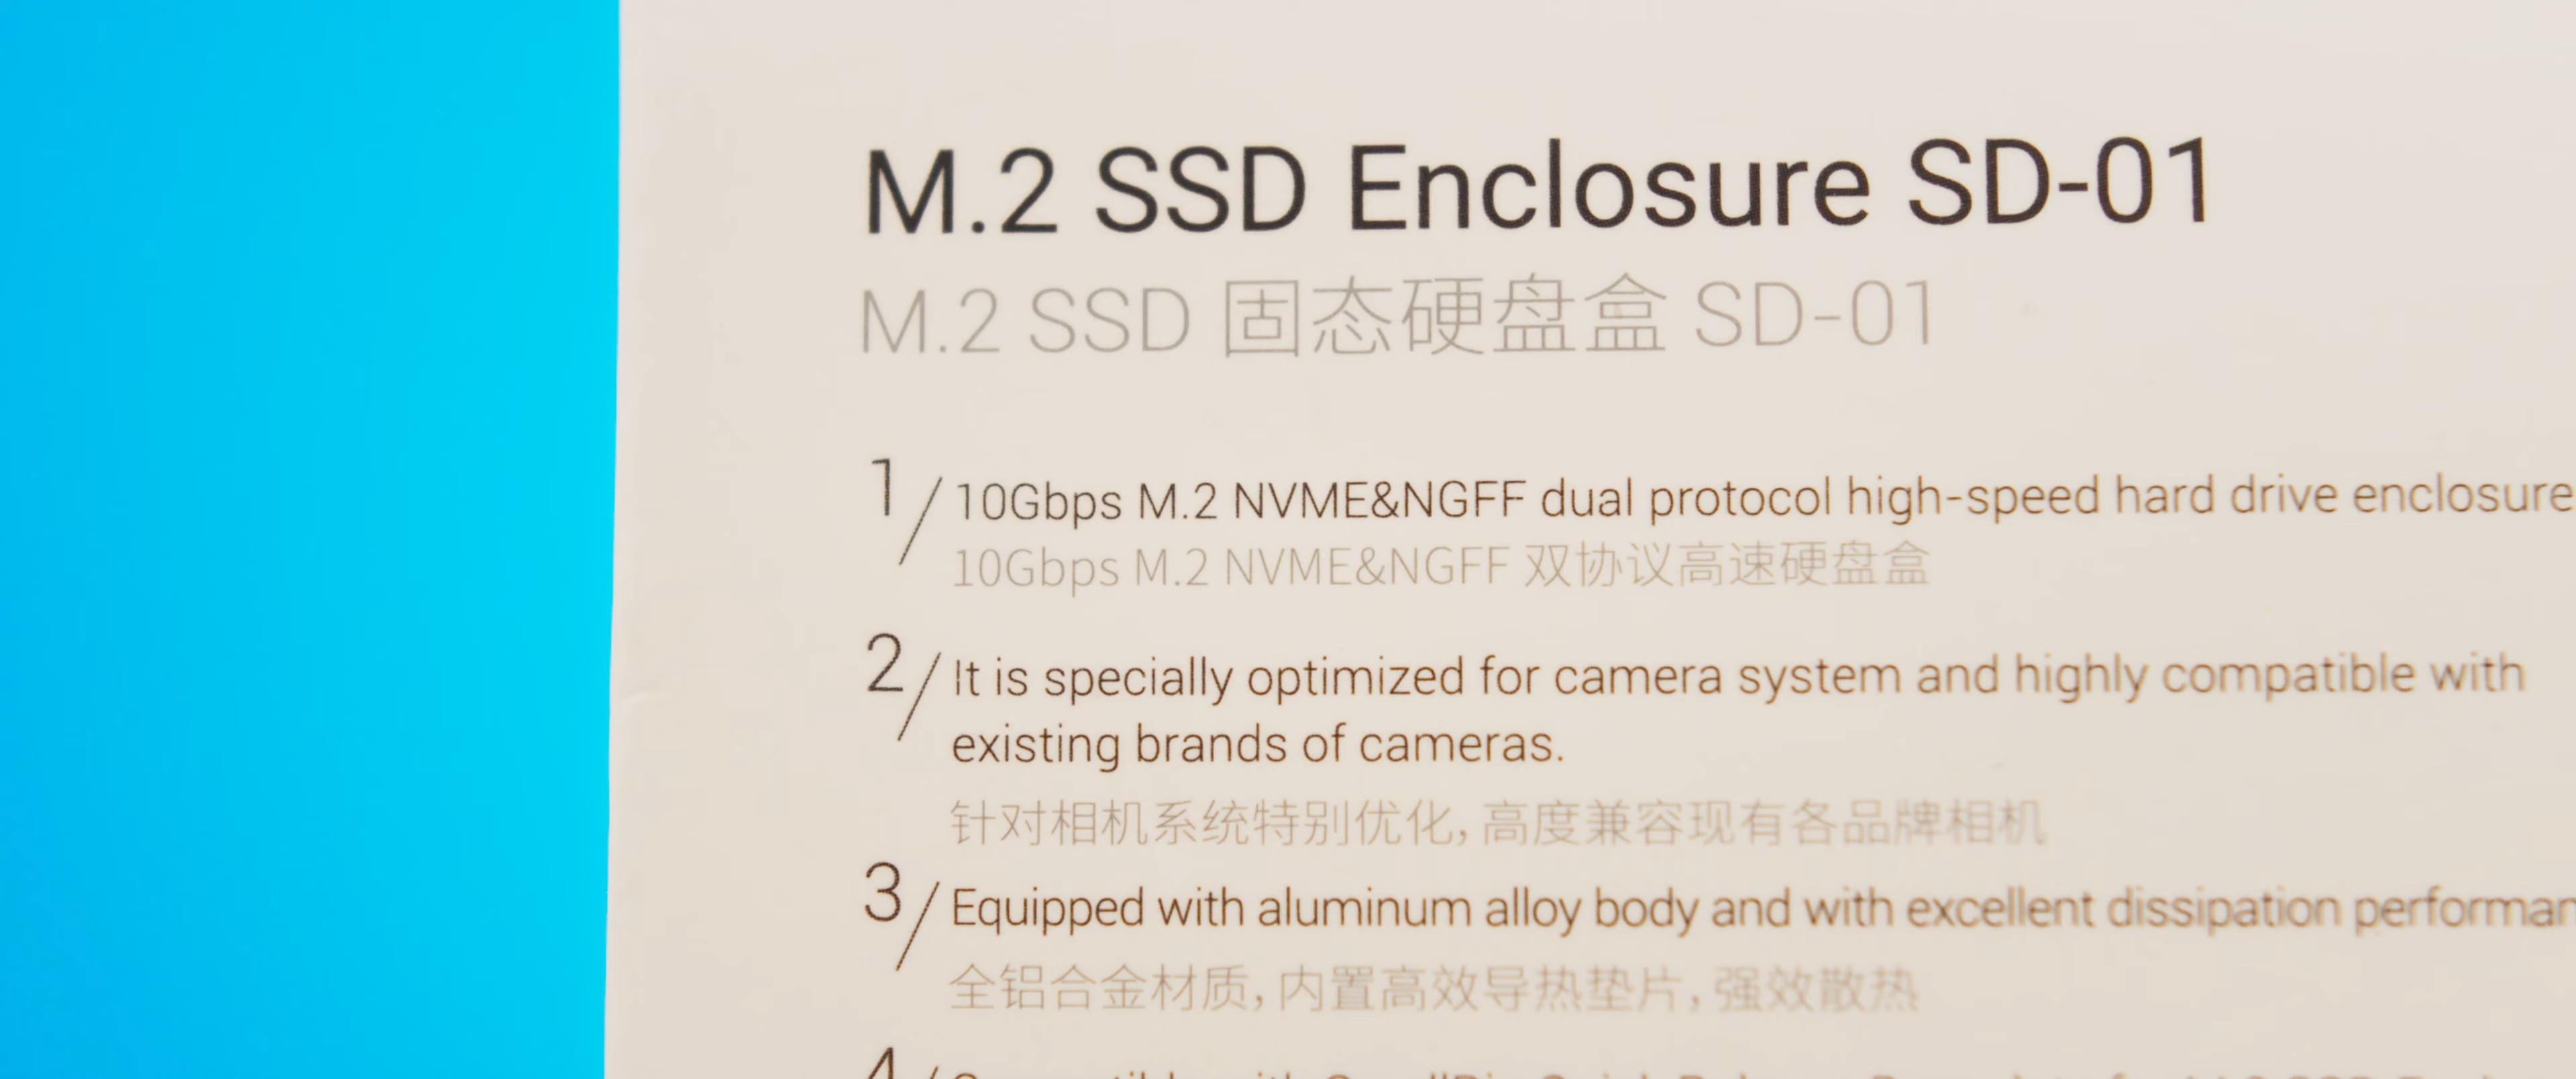 M.2 SSD Enclosure SD-01
M.2 SSD 固态硬盘盒 SD-01
1/ 10Gbps M.2 NVME&NGFF dual protocol high-speed hard drive enclosure
10Gbps M.2 NVME&NGFF 双协议高速硬盘盒
2/ It is specially optimized for camera system and highly compatible with
existing brands of cameras.
针对相机系统特别优化, 高度兼容现有各品牌相机
3/ Equipped with aluminum alloy body and with excellent dissipation
全铝合金材质, 内置高效导热垫片, 强效散热
4/